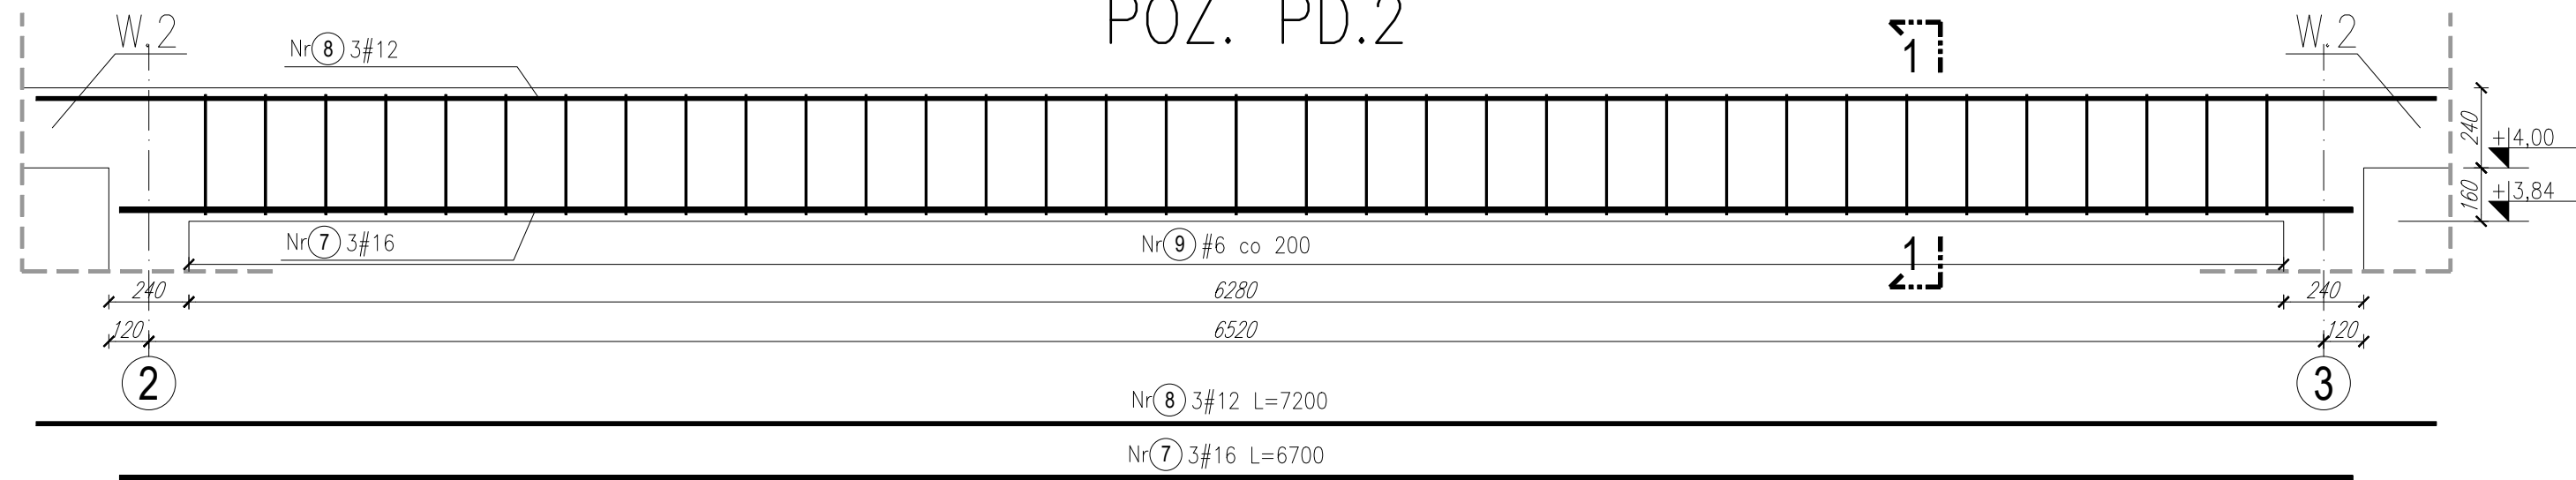 POZ. PD.2
W.2
W.2
Nr 8 3#12
1
240
+4,00
160
+3,84
Nr 7 3#16
Nr 9 #6 co 200
1
240
6280
240
120
6520
120
2
3
Nr 8 3#12 L=7200
Nr 7 3#16 L=6700